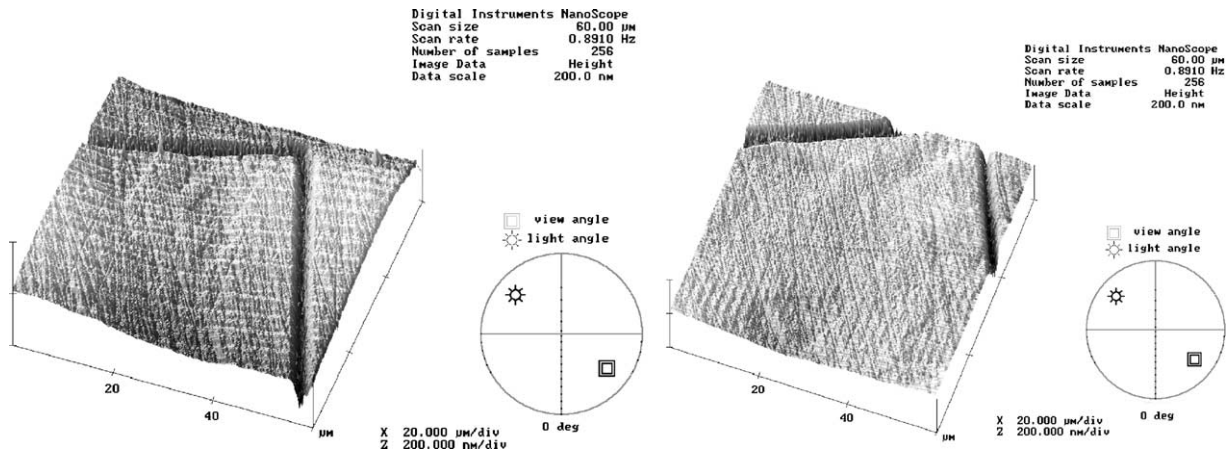 Digital Instruments NanoScope
Scan size 60.00 µm
Scan rate 0.8910 Hz
Number of samples 256
Image Data Height
Data scale 200.0 nm
view angle
light angle
0 deg
20
40
µm
X 20.000 µm/div
Z 200.000 nm/div
Digital Instruments NanoScope
Scan size 60.00 µm
Scan rate 0.8910 Hz
Number of samples 256
Image Data Height
Data scale 200.0 nm
view angle
light angle
0 deg
20
40
µm
X 20.000 µm/div
Z 200.000 nm/div